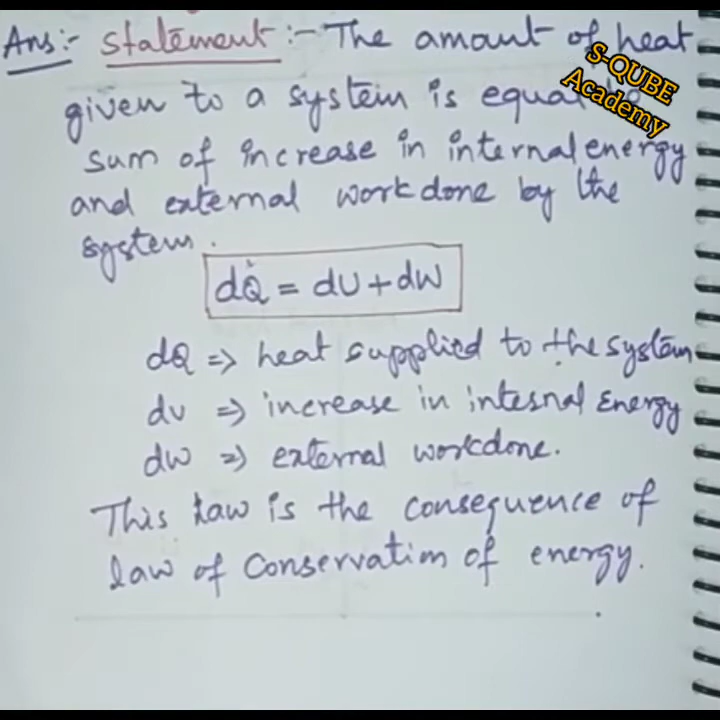 Ans:- Statement :- The amount of heat
S-QUBE
Academy
given to a system is equal to
sum of increase in internal energy
and external workdone by the
system.
dQ = dU + dW
dQ => heat supplied to the system
du => increase in internal Energy
dw => external workdone.
This Law is the consequence of
law of Conservation of energy.